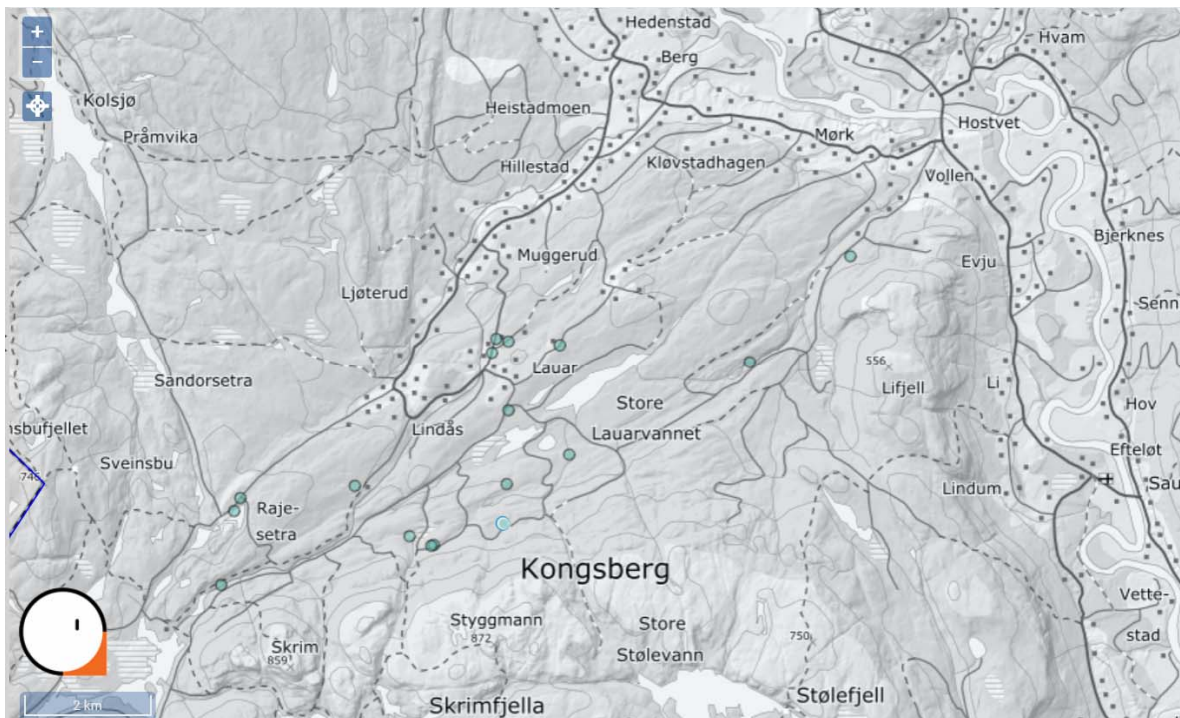 +
−
Hedenstad
Hvam
Berg
Kolsjø
Heistadmoen
Pråmvika
Mørk
Hostvet
Hillestad
Kløvstadhagen
Vollen
Bjerknes
Muggerud
Evju
Ljøterud
Senn
556
Sandorsetra
Lauar
Li
Lifjell
Store
Hov
nsbufjellet
Lindås
Lauarvannet
Efteløt
Sveinsbu
746
Lindum
Sau
Raje-
setra
Kongsberg
Vette-
Styggmann
Store
stad
872
750
Skrim
859
Stølevann
Skrimfjella
Stølefjell
2 km